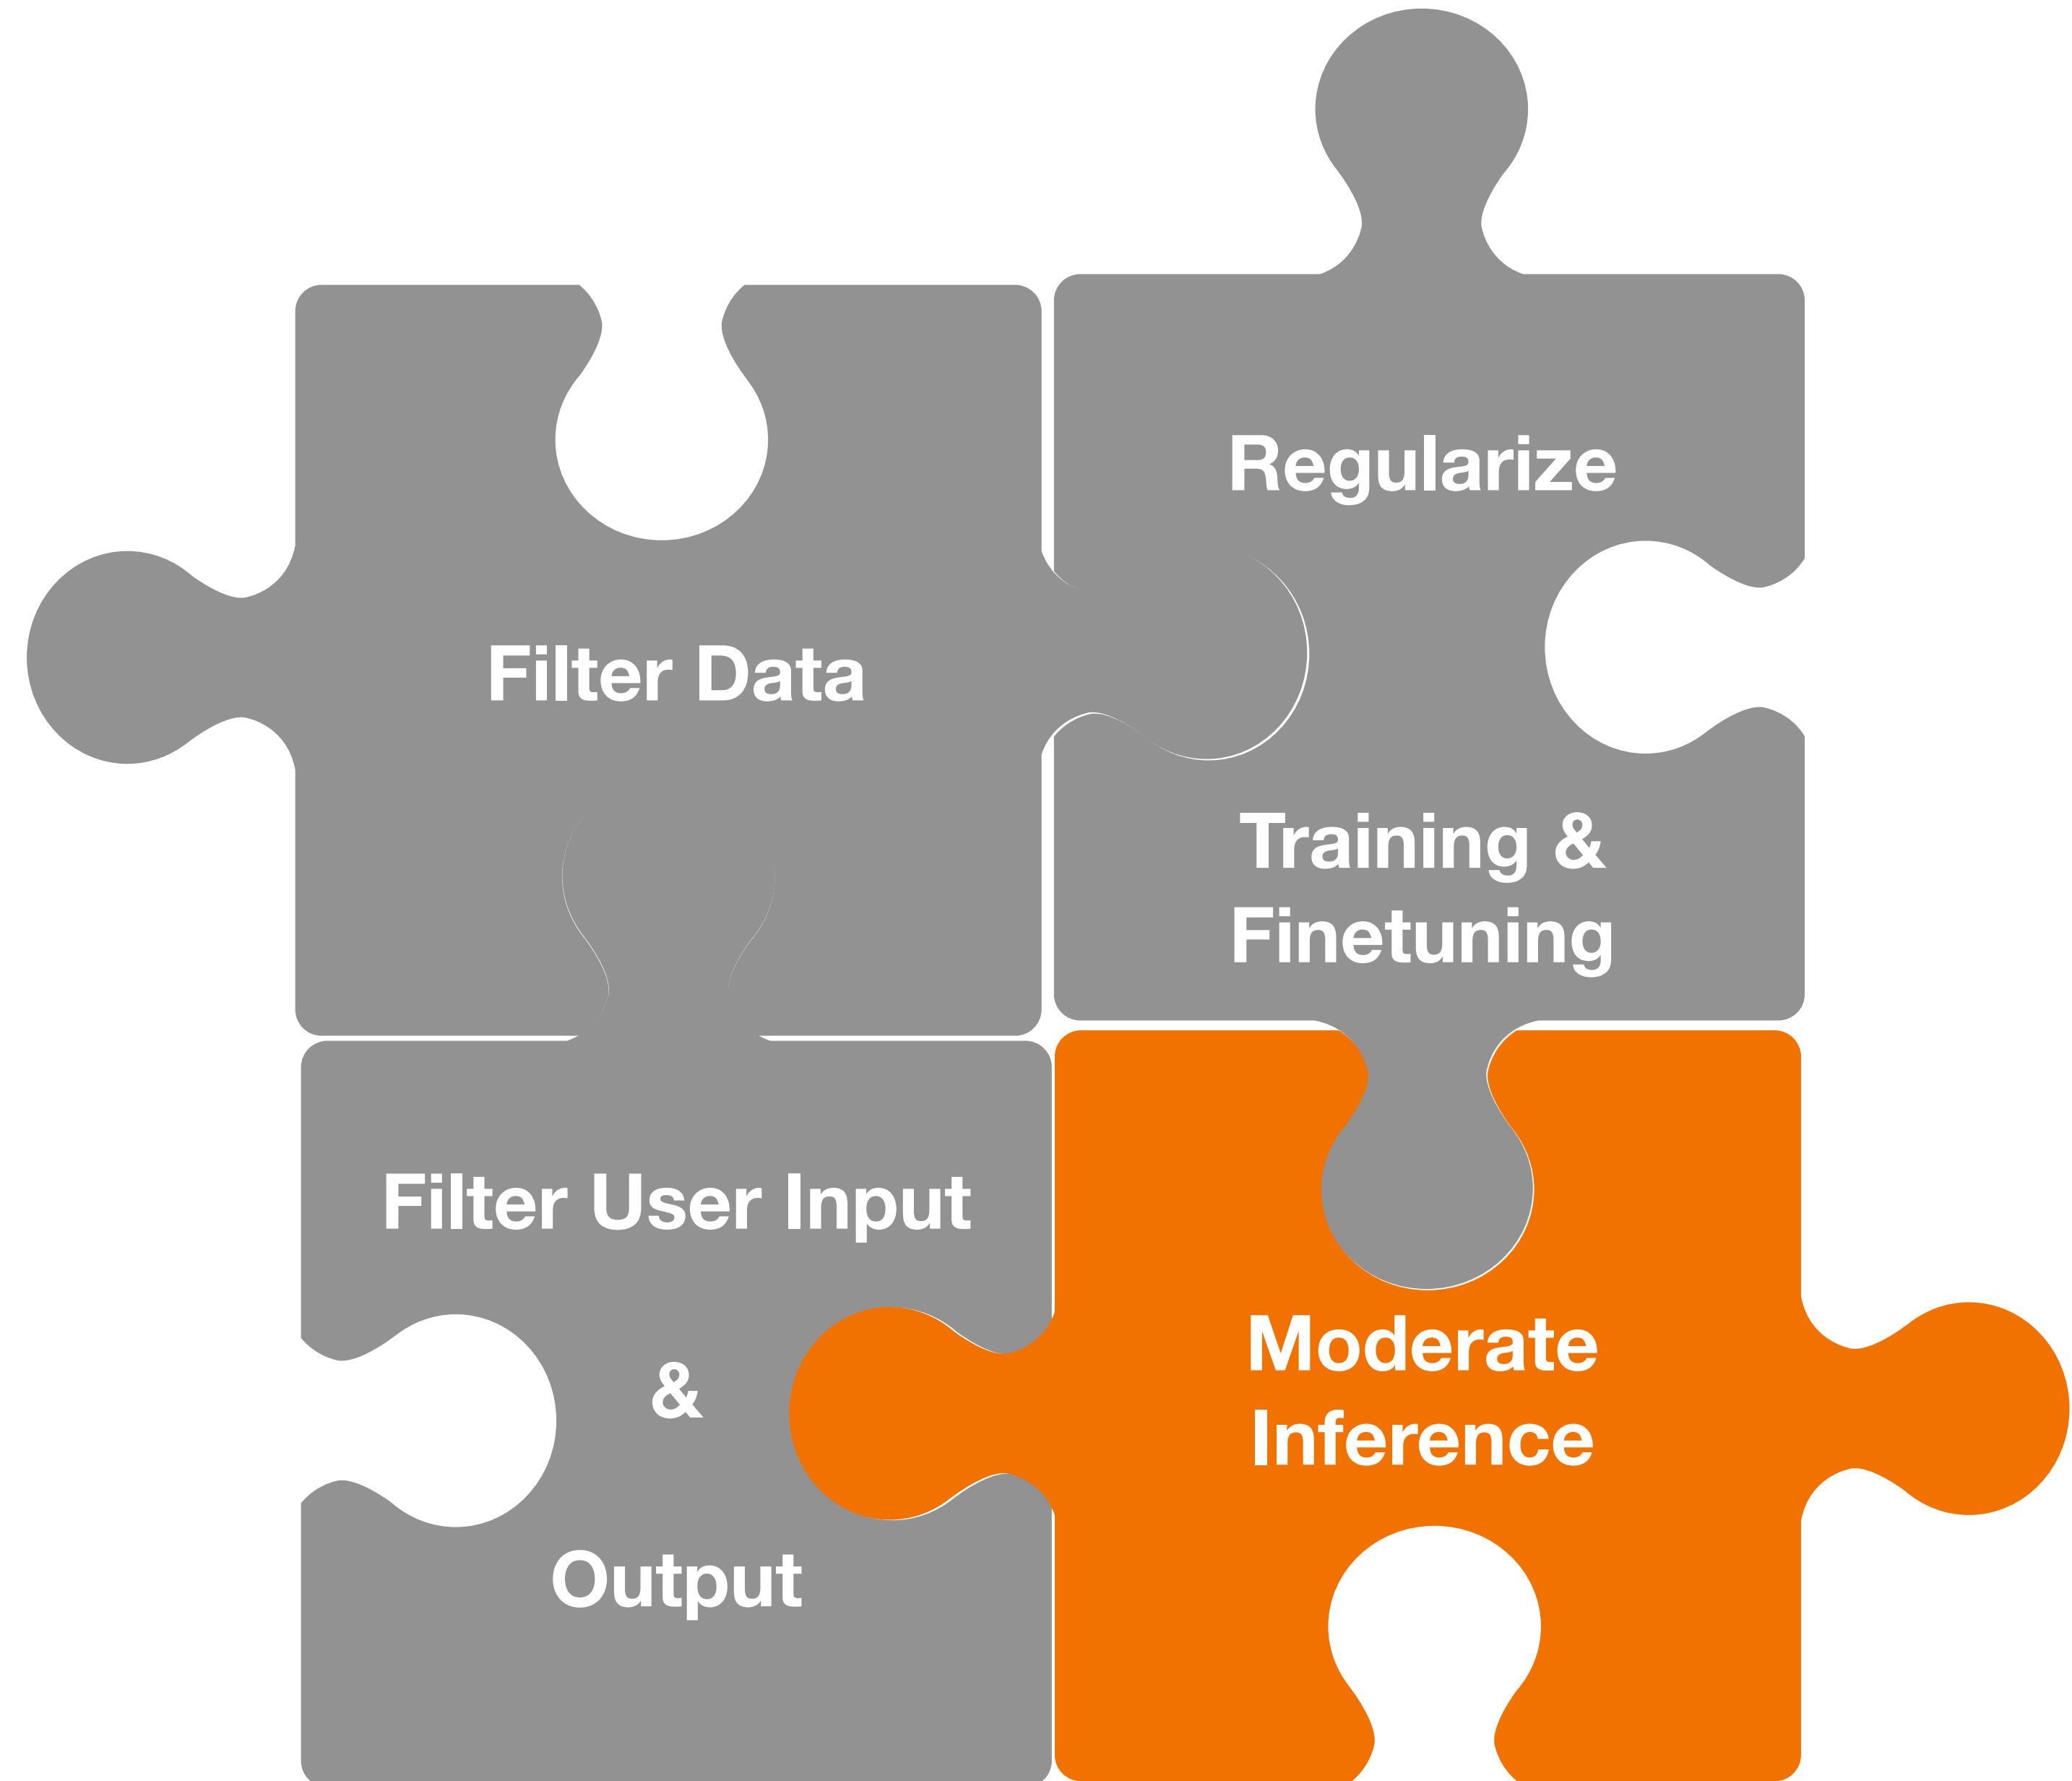 Filter Data
Regularize
Training &
Finetuning
Filter User Input
&
Output
Moderate
Inference